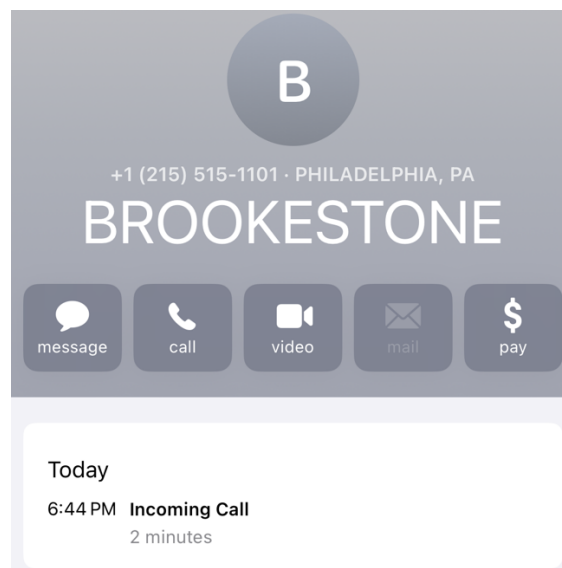 B
+1 (215) 515-1101 · PHILADELPHIA, PA
BROOKESTONE
message call video mail pay
Today
6:44 PM Incoming Call
2 minutes